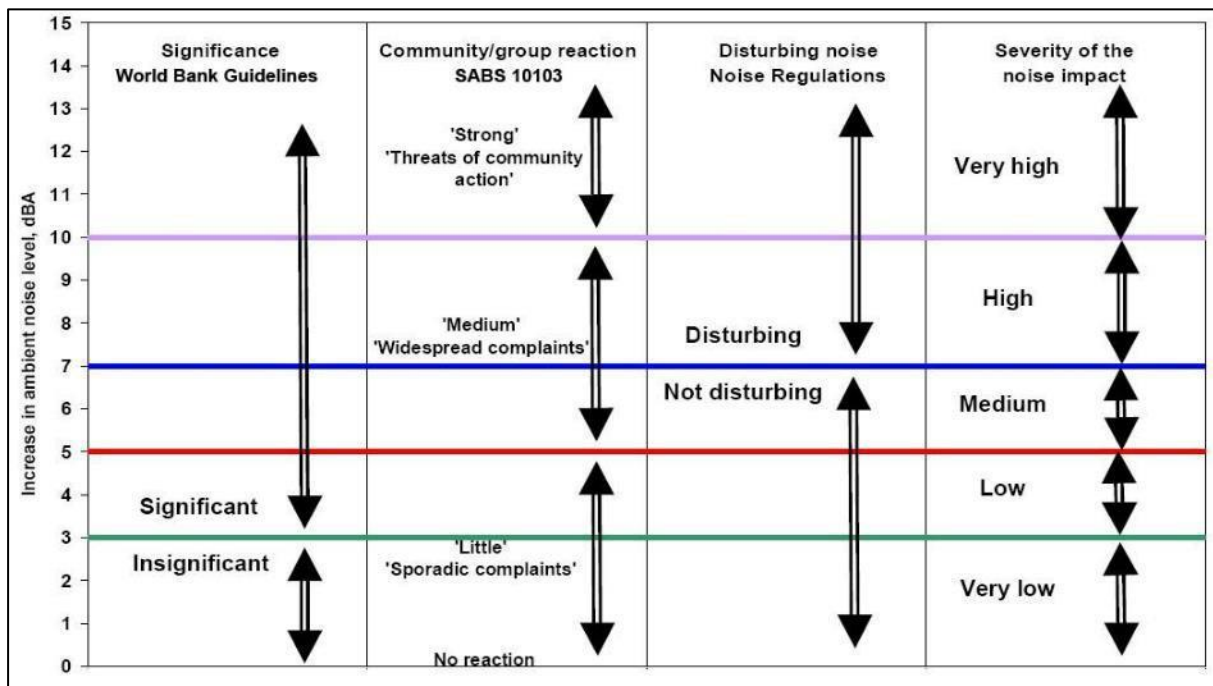 Increase in ambient noise level, dBA
15
14
13
12
11
10
9
8
7
6
5
4
3
2
1
0
Significance
World Bank Guidelines
Significant
Insignificant
Community/group reaction
SABS 10103
'Strong'
'Threats of community
action'
'Medium'
'Widespread complaints'
'Little'
'Sporadic complaints'
No reaction
Disturbing noise
Noise Regulations
Disturbing
Not disturbing
Severity of the
noise impact
Very high
High
Medium
Low
Very low